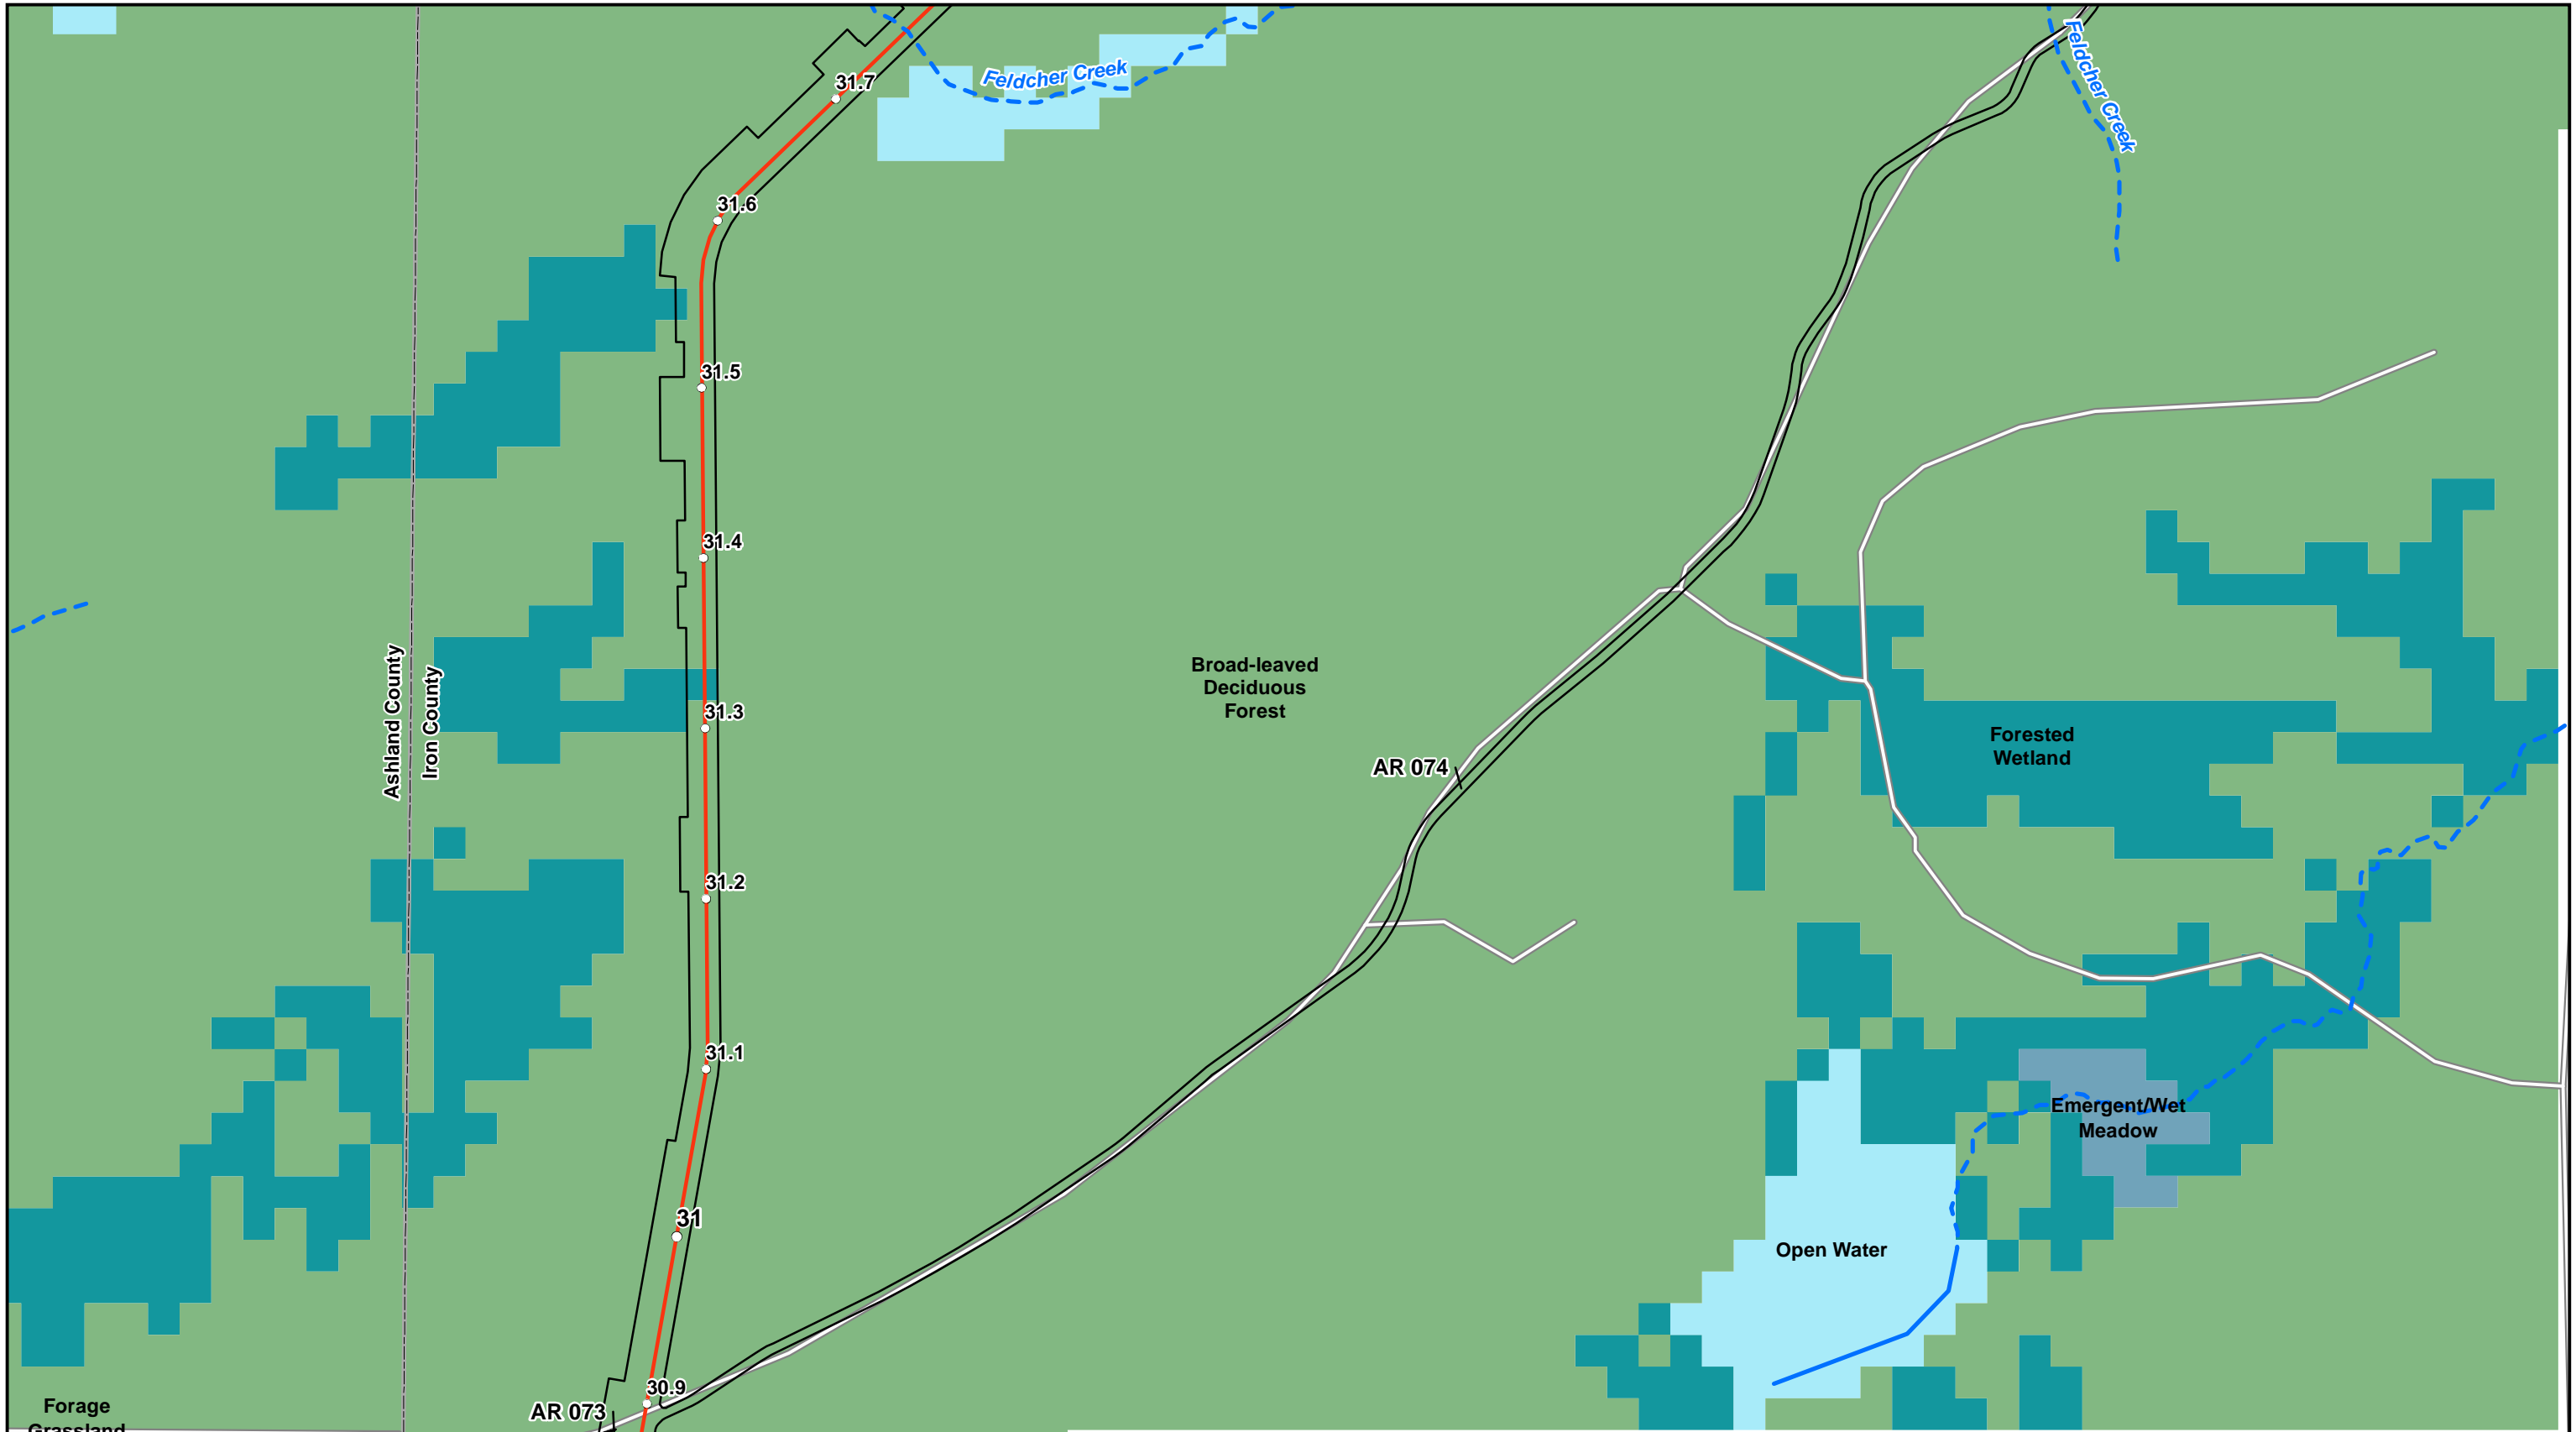 Feldcher Creek
Feldcher Creek
31.7
31.6
31.5
31.4
31.3
31.2
31.1
31
30.9
Ashland County
Iron County
Broad-leaved
Deciduous
Forest
AR 074
Forested
Wetland
Emergent/Wet
Meadow
Open Water
AR 073
Forage
Grassland